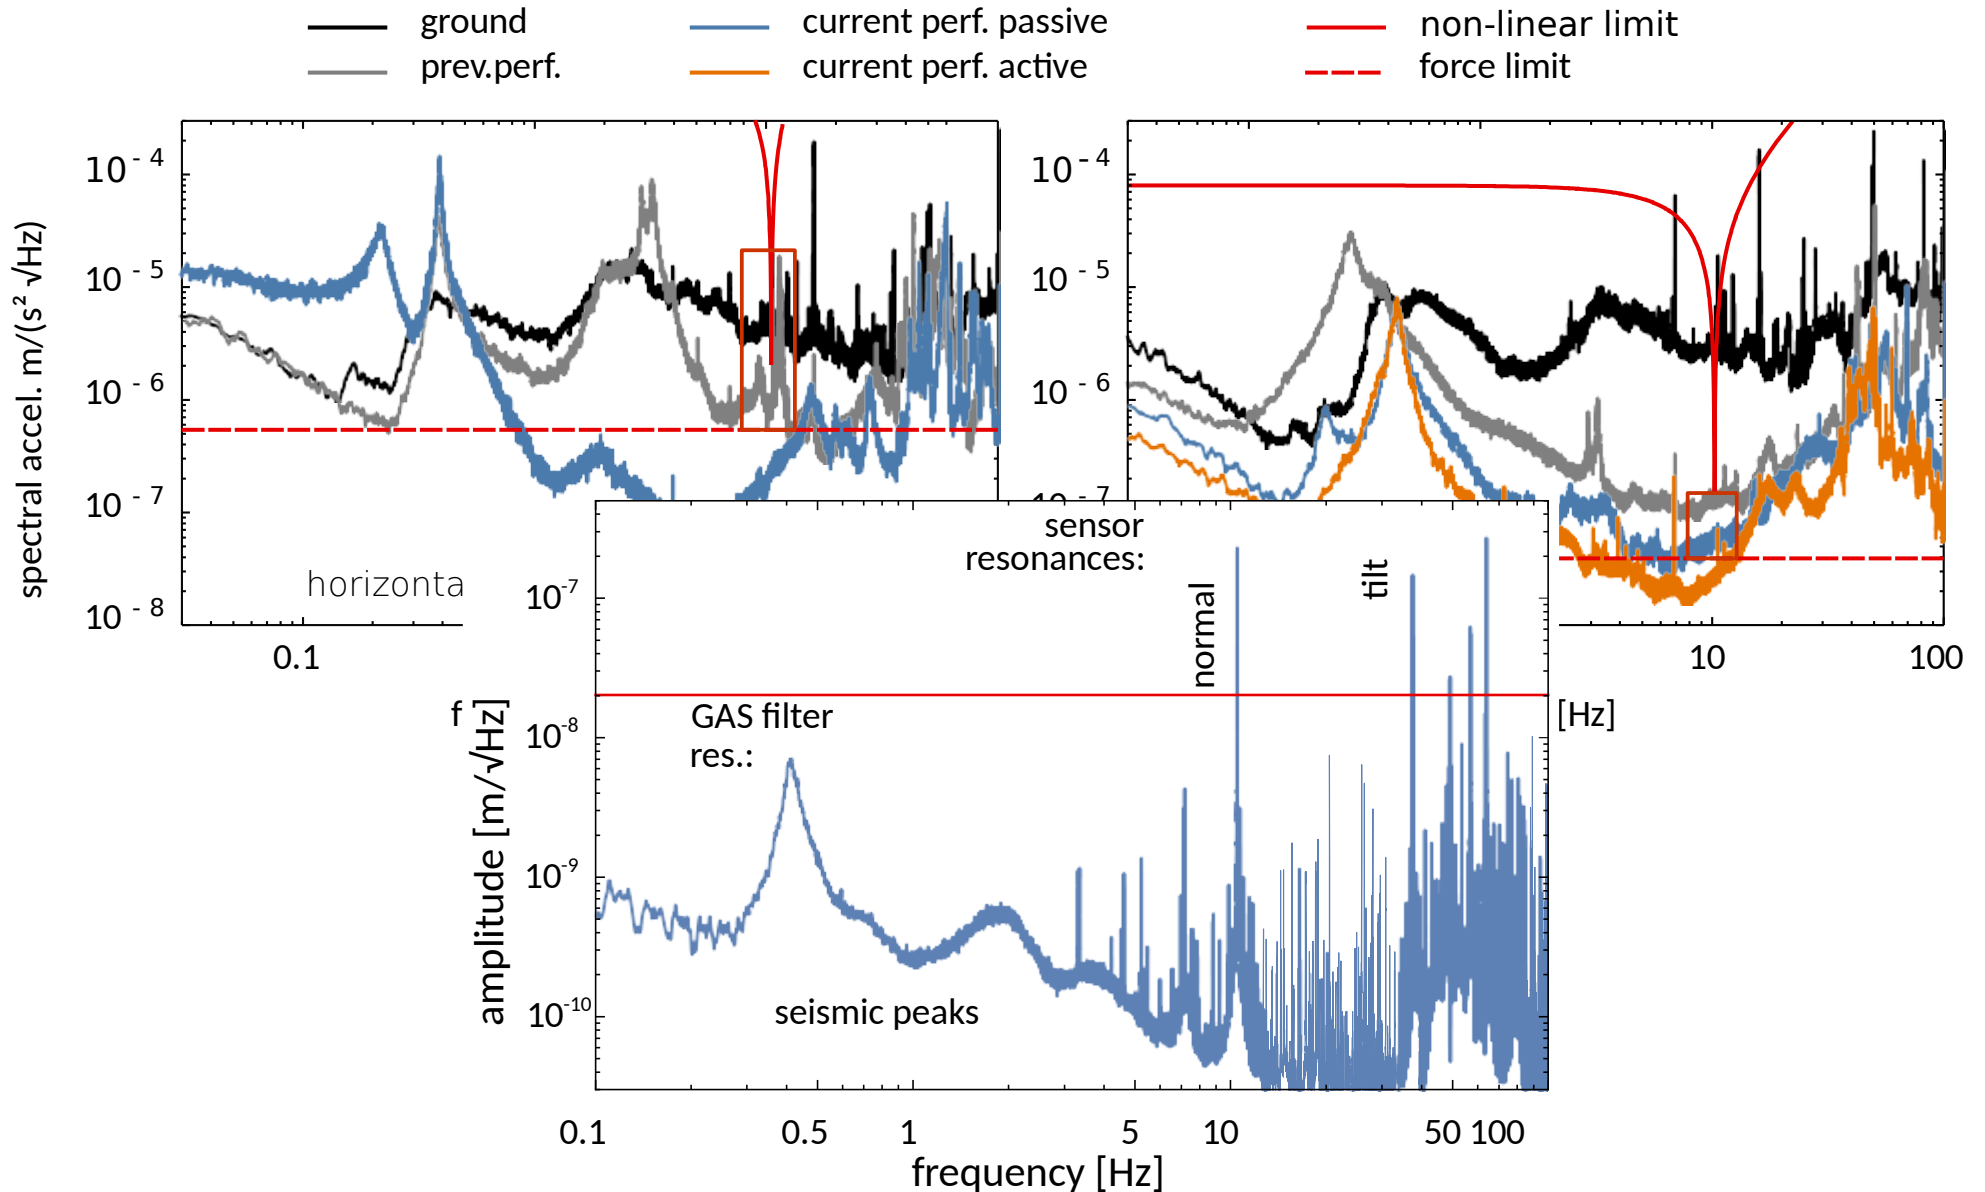 ground
current perf. passive
non-linear limit
prev.perf.
current perf. active
force limit
spectral accel. m/(s² √Hz)
10⁻⁴
10⁻⁵
10⁻⁶
10⁻⁷
10⁻⁸
horizonta
0.1
10⁻⁴
10⁻⁵
10⁻⁶
10
100
f
[Hz]
sensor
resonances:
normal
tilt
GAS filter
res.:
seismic peaks
amplitude [m/√Hz]
10⁻⁷
10⁻⁸
10⁻⁹
10⁻¹⁰
0.1
0.5
1
5
10
50
100
frequency [Hz]